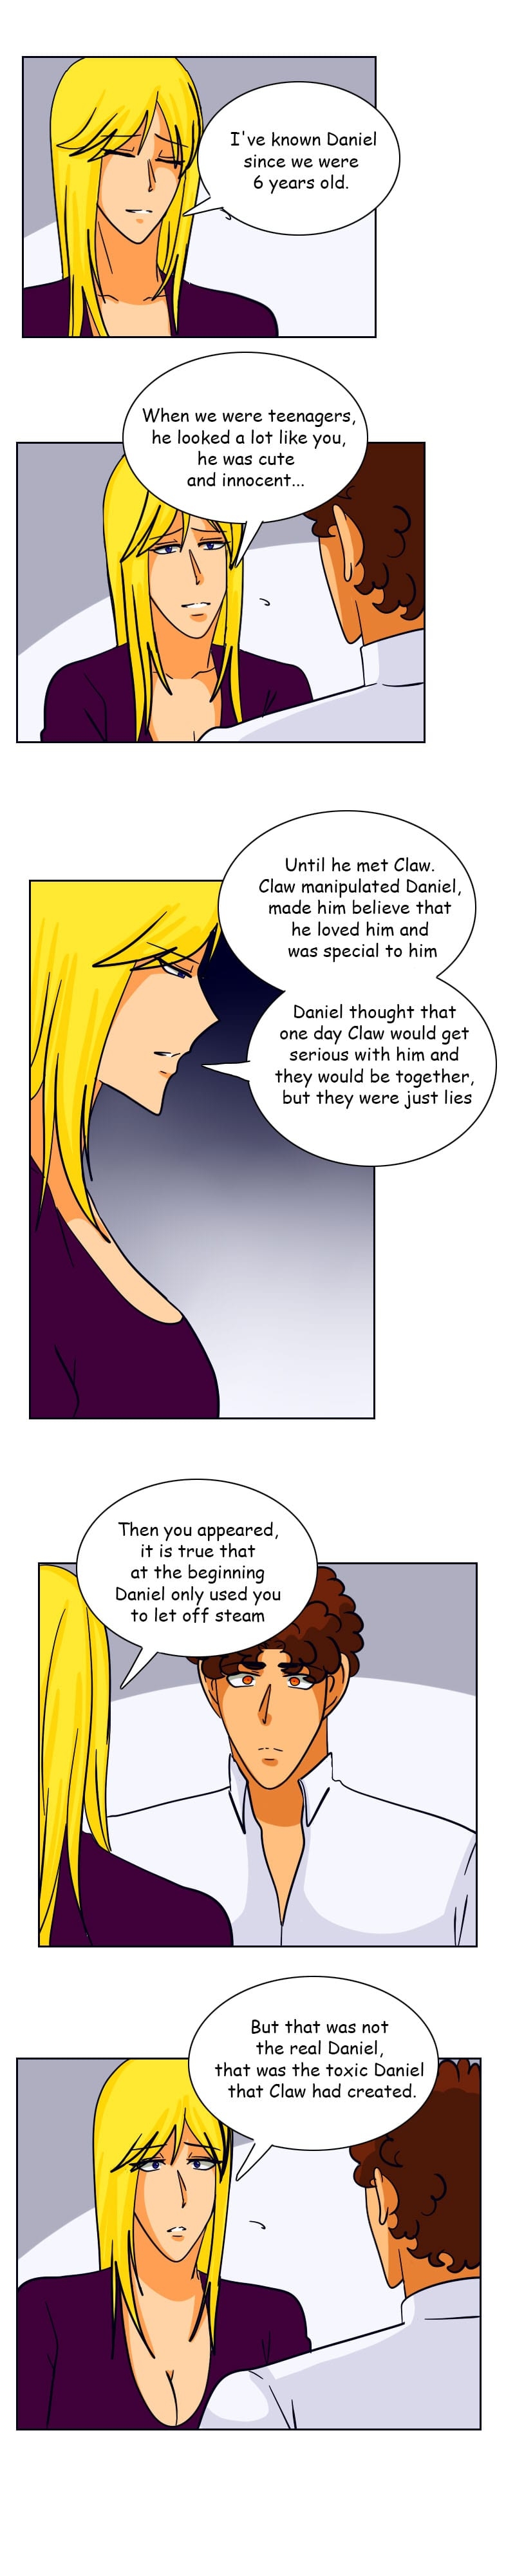 I've known Daniel
since we were
6 years old.
When we were teenagers,
he looked a lot like you,
he was cute
and innocent...
Until he met Claw.
Claw manipulated Daniel,
made him believe that
he loved him and
was special to him
Daniel thought that
one day Claw would get
serious with him and
they would be together,
but they were just lies
Then you appeared,
it is true that
at the beginning
Daniel only used you
to let off steam
But that was not
the real Daniel,
that was the toxic Daniel
that Claw had created.